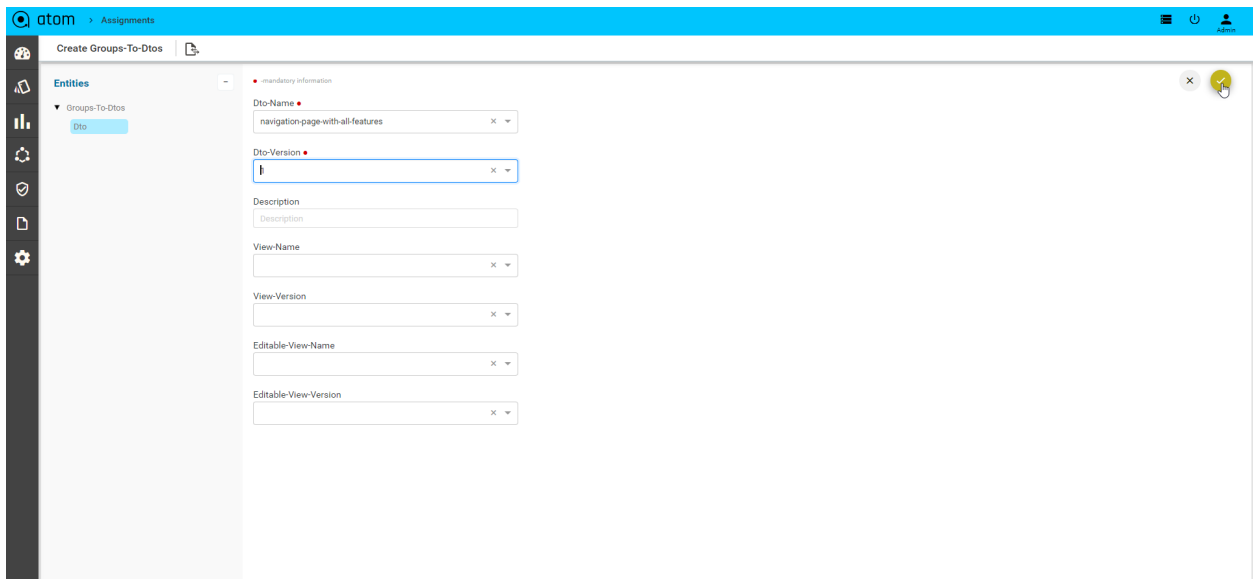 atom > Assignments
Admin
Create Groups-To-Dtos
Entities
Groups-To-Dtos
Dto
-mandatory information
Dto-Name
navigation-page-with-all-features
Dto-Version
1
Description
Description
View-Name
View-Version
Editable-View-Name
Editable-View-Version